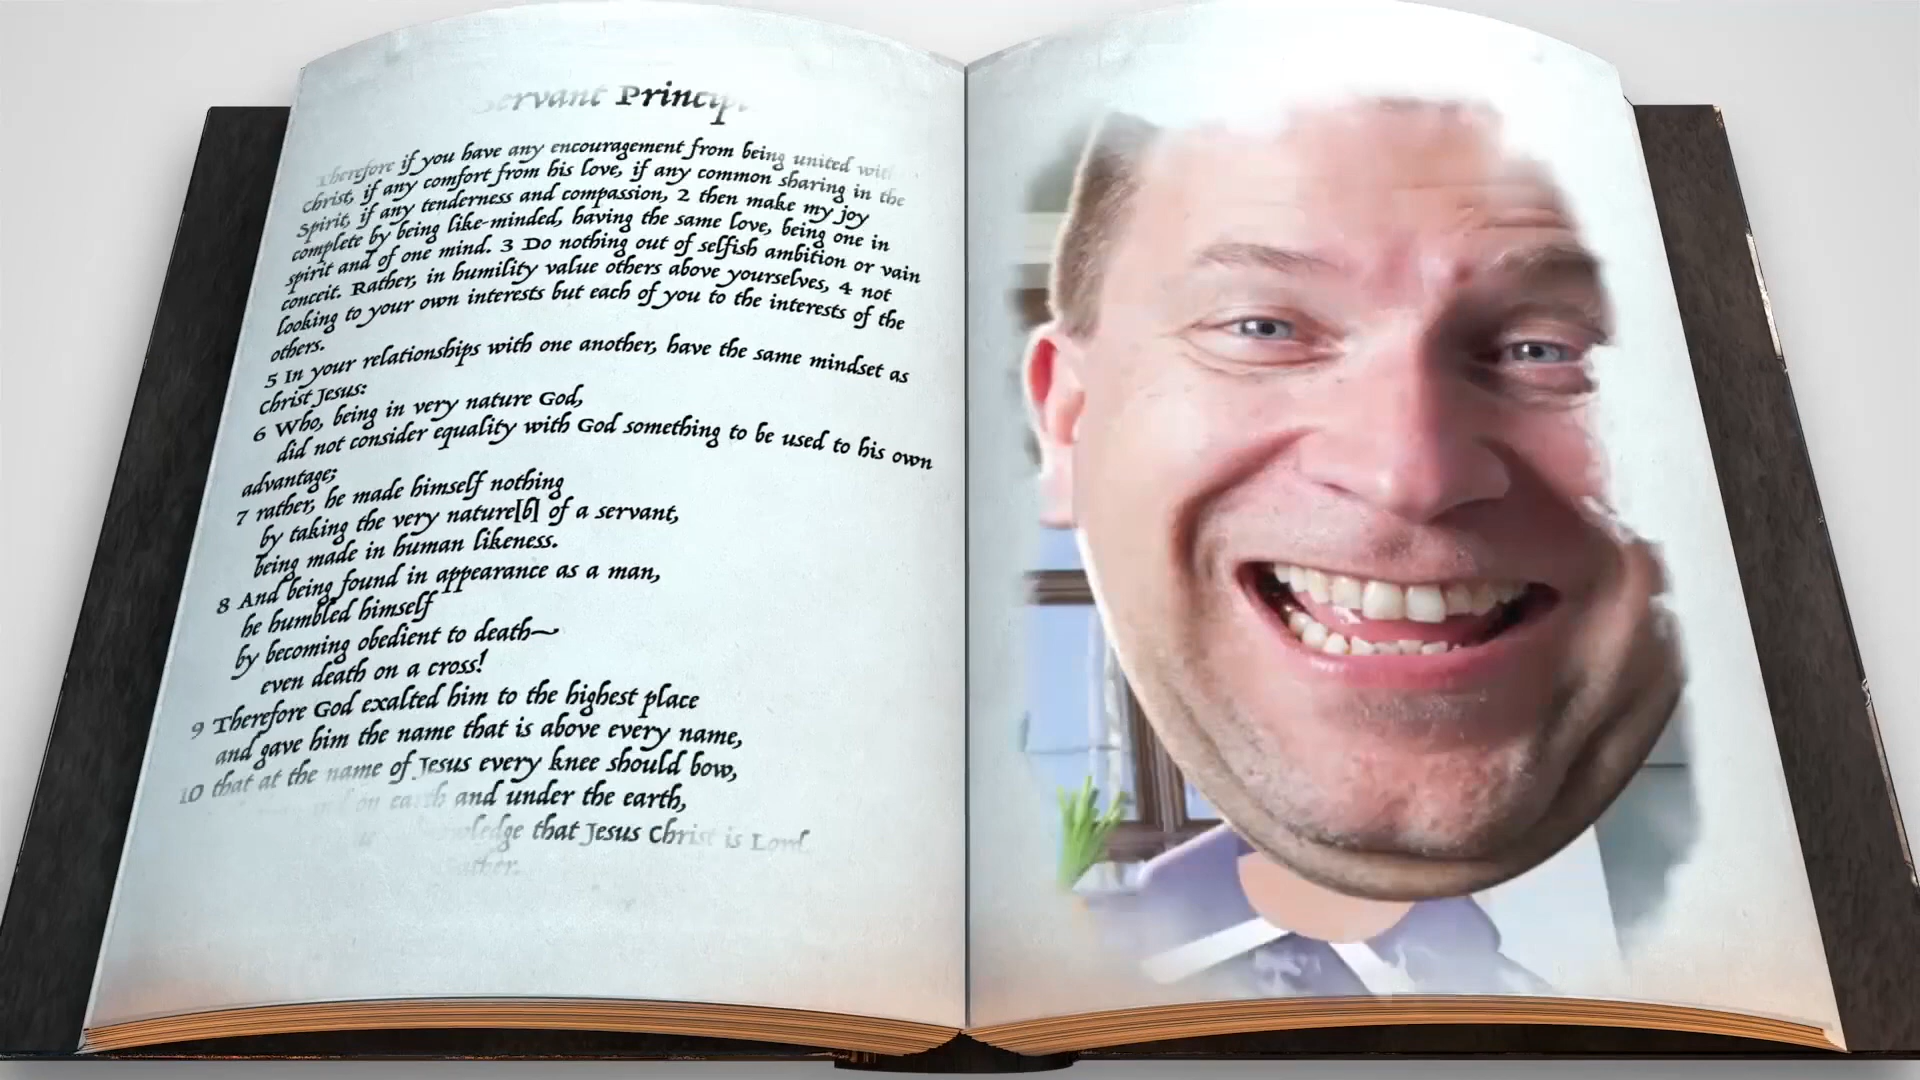 Servant Princip
Therefore if you have any encouragement from being united with
Christ, if any comfort from his love, if any common sharing in the
Spirit, if any tenderness and compassion, 2 then make my joy
complete by being like-minded, having the same love, being one in
spirit and of one mind. 3 Do nothing out of selfish ambition or vain
conceit. Rather, in humility value others above yourselves, 4 not
looking to your own interests but each of you to the interests of the
others.
5 In your relationships with one another, have the same mindset as
Christ Jesus:
6 Who, being in very nature God,
did not consider equality with God something to be used to his own
advantage;
7 rather, he made himself nothing
by taking the very nature[b] of a servant,
being made in human likeness.
8 And being found in appearance as a man,
he humbled himself
by becoming obedient to death—
even death on a cross!
9 Therefore God exalted him to the highest place
and gave him the name that is above every name,
10 that at the name of Jesus every knee should bow,
and on earth and under the earth,
that Jesus Christ is Lord,